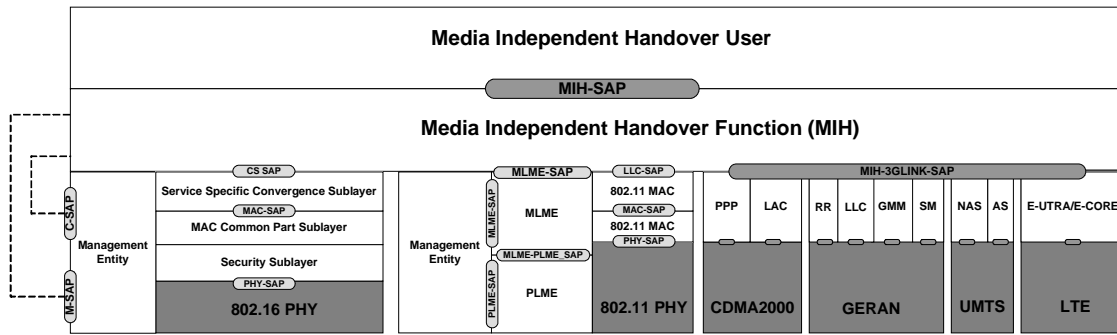 Media Independent Handover User
MIH-SAP
Media Independent Handover Function (MIH)
C-SAP
M-SAP
Management
Entity
CS SAP
Service Specific Convergence Sublayer
MAC-SAP
MAC Common Part Sublayer
Security Sublayer
PHY-SAP
802.16 PHY
Management
Entity
MLME-SAP
MLME-SAP
MLME
MLME-PLME_SAP
PLME-SAP
PLME
LLC-SAP
802.11 MAC
MAC-SAP
802.11 MAC
PHY-SAP
802.11 PHY
MIH-3GLINK-SAP
PPP
LAC
RR
LLC
GMM
SM
NAS
AS
E-UTRA/E-CORE
CDMA2000
GERAN
UMTS
LTE